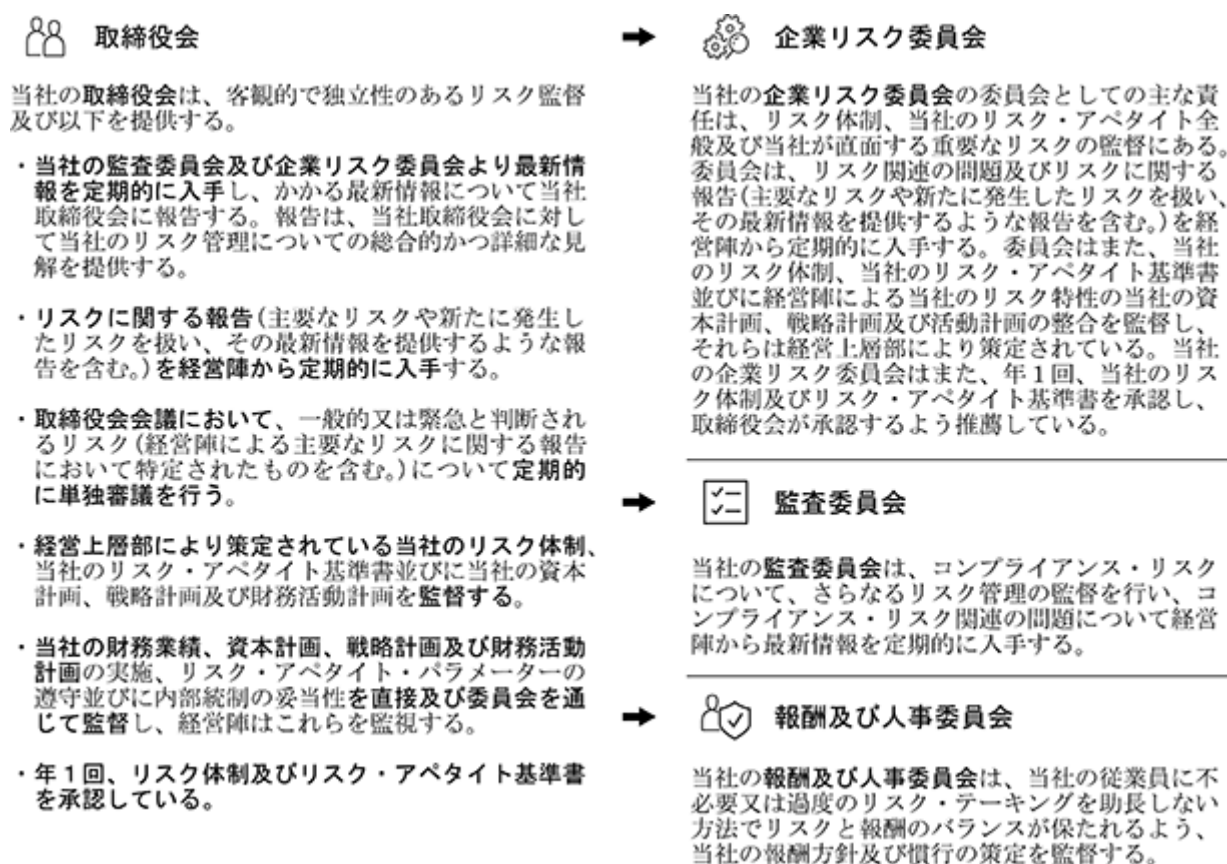 取締役会
当社の取締役会は、客観的で独立性のあるリスク監督
及び以下を提供する。
・当社の監査委員会及び企業リスク委員会より最新情
報を定期的に入手し、かかる最新情報について当社
取締役会に報告する。報告は、当社取締役会に対し
て当社のリスク管理についての総合的かつ詳細な見
解を提供する。
・リスクに関する報告(主要なリスクや新たに発生し
たリスクを扱い、その最新情報を提供するような報
告を含む。)を経営陣から定期的に入手する。
・取締役会会議において、一般的又は緊急と判断され
るリスク(経営陣による主要なリスクに関する報告
において特定されたものを含む。)について定期的
に単独審議を行う。
・経営上層部により策定されている当社のリスク体制、
当社のリスク・アペタイト基準書並びに当社の資本
計画、戦略計画及び財務活動計画を監督する。
・当社の財務業績、資本計画、戦略計画及び財務活動
計画の実施、リスク・アペタイト・パラメーターの
遵守並びに内部統制の妥当性を直接及び委員会を通
じて監督し、経営陣はこれらを監視する。
・年1回、リスク体制及びリスク・アペタイト基準書
を承認している。
➡ 企業リスク委員会
当社の企業リスク委員会の委員会としての主な責
任は、リスク体制、当社のリスク・アペタイト全
般及び当社が直面する重要なリスクの監督にある。
委員会は、リスク関連の問題及びリスクに関する
報告(主要なリスクや新たに発生したリスクを扱い、
その最新情報を提供するような報告を含む。)を経
営陣から定期的に入手する。委員会はまた、当社
のリスク体制、当社のリスク・アペタイト基準書
並びに経営陣による当社のリスク特性の当社の資
本計画、戦略計画及び活動計画の整合を監督し、
それらは経営上層部により策定されている。当社
の企業リスク委員会はまた、年1回、当社のリス
ク体制及びリスク・アペタイト基準書を承認し、
取締役会が承認するよう推薦している。
➡ 監査委員会
当社の監査委員会は、コンプライアンス・リスク
について、さらなるリスク管理の監督を行い、コ
ンプライアンス・リスク関連の問題について経営
陣から最新情報を定期的に入手する。
➡ 報酬及び人事委員会
当社の報酬及び人事委員会は、当社の従業員に不
必要又は過度のリスク・テーキングを助長しない
方法でリスクと報酬のバランスが保たれるよう、
当社の報酬方針及び慣行の策定を監督する。